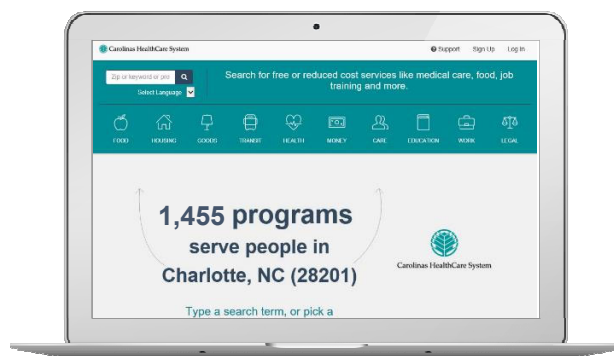 Carolinas HealthCare System
Support Sign Up Log In
Search for free or reduced cost services like medical care, food, job
training and more.
Zip or keyword or pro
Select Language
FOOD HOUSING GOODS TRANSIT HEALTH MONEY CARE EDUCATION WORK LEGAL
1,455 programs
serve people in
Charlotte, NC (28201)
Carolinas HealthCare System
Type a search term, or pick a